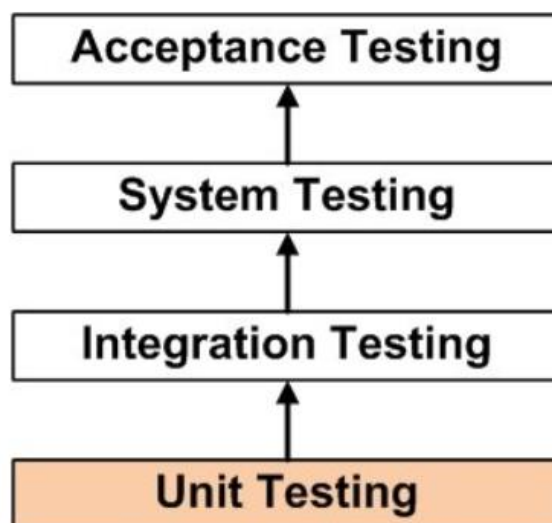 Acceptance Testing
System Testing
Integration Testing
Unit Testing